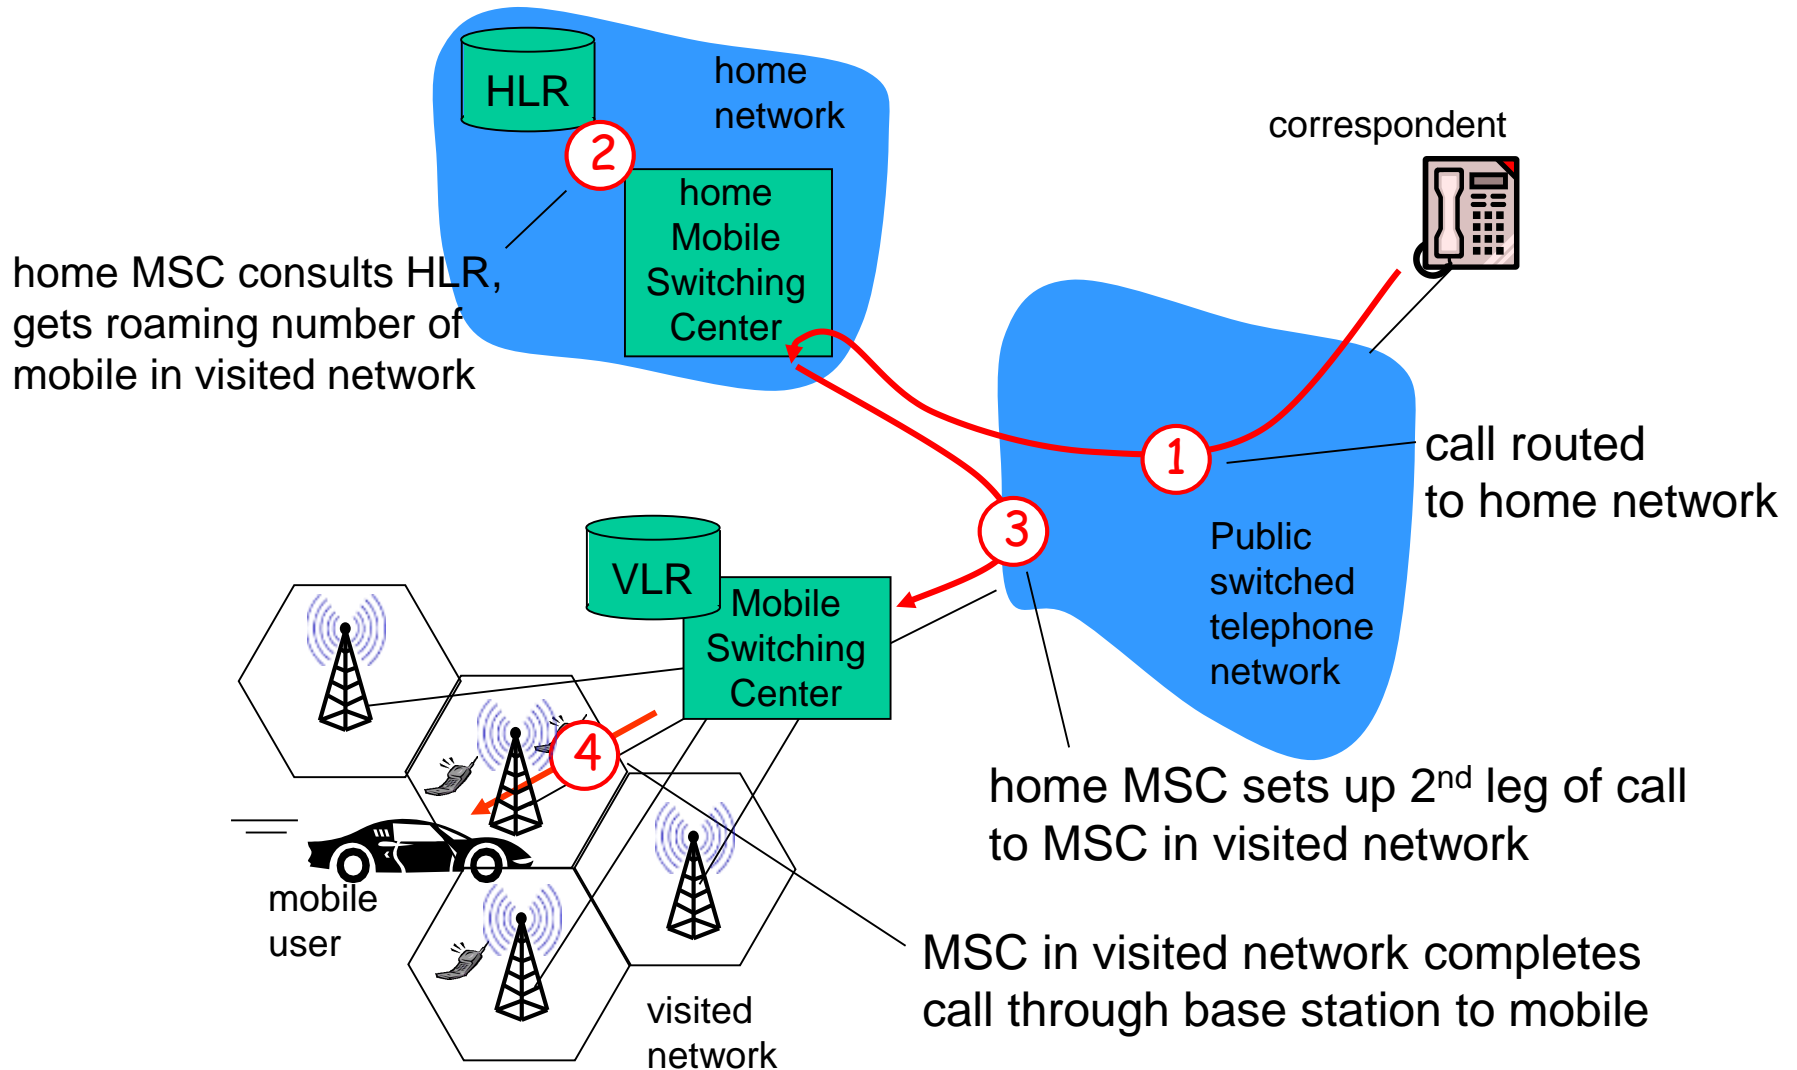 HLR
home
network
2
home
Mobile
Switching
Center
correspondent
home MSC consults HLR,
gets roaming number of
mobile in visited network
1
call routed
to home network
3
Public
switched
telephone
network
VLR
Mobile
Switching
Center
4
home MSC sets up 2nd leg of call
to MSC in visited network
mobile
user
MSC in visited network completes
call through base station to mobile
visited
network